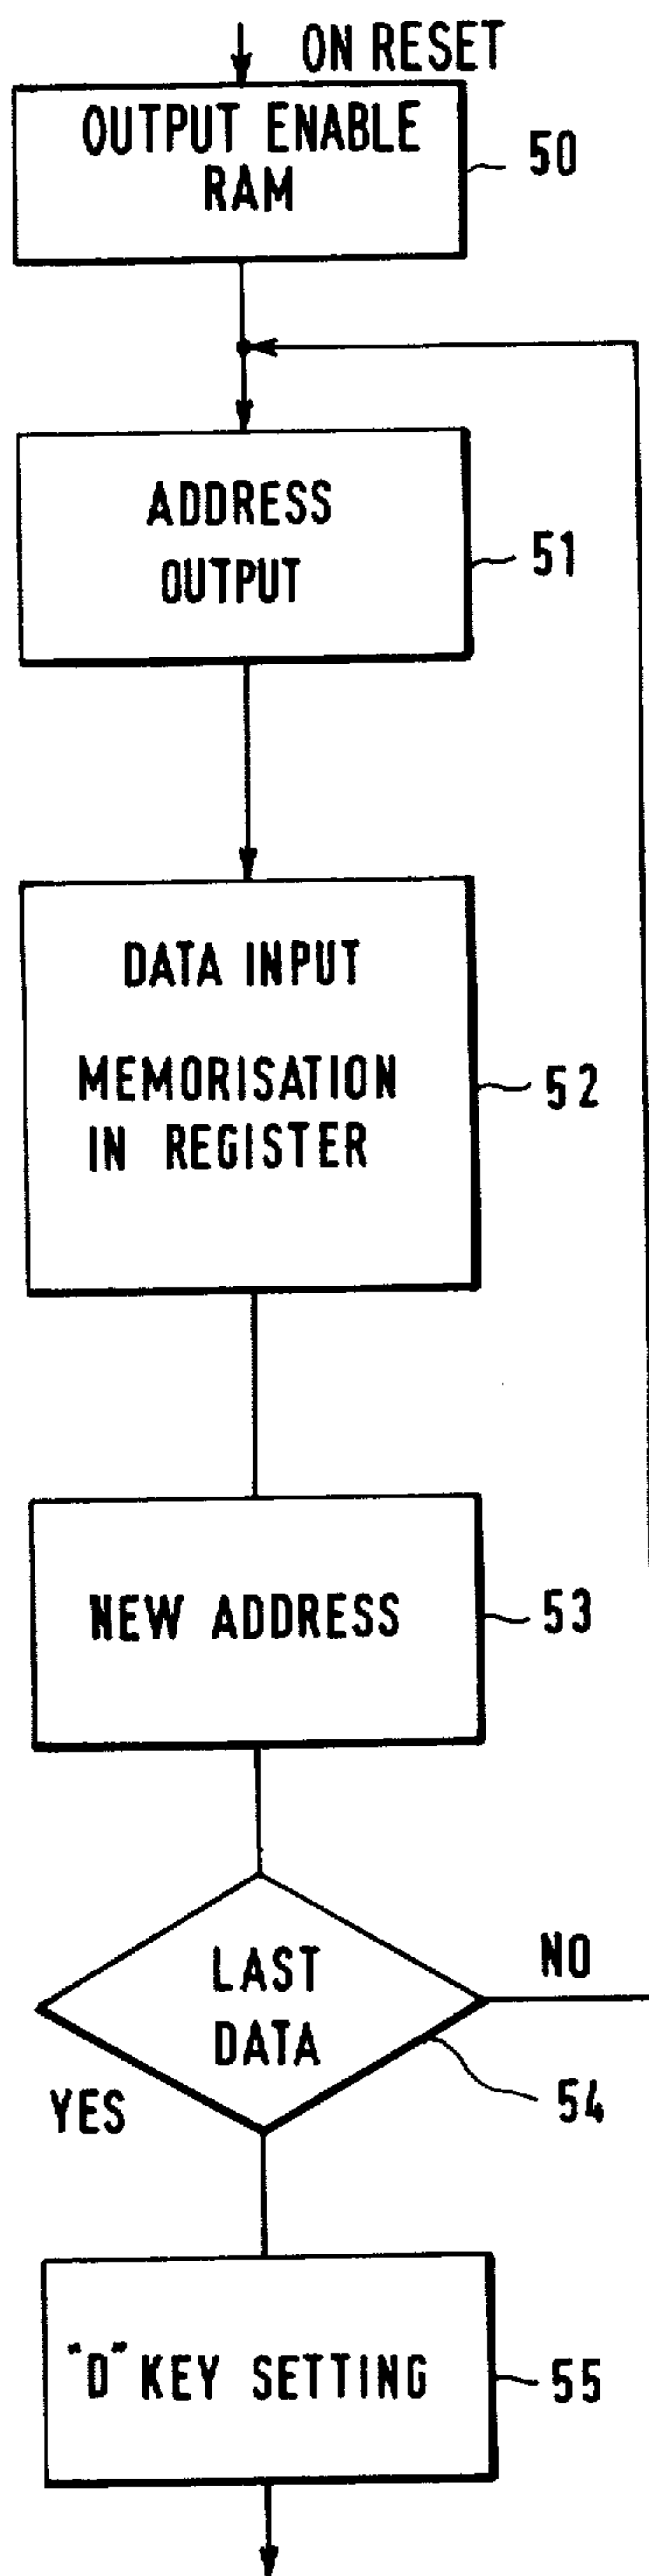 ON RESET
OUTPUT ENABLE
RAM
50
ADDRESS
OUTPUT
51
DATA INPUT
MEMORISATION
IN REGISTER
52
NEW ADDRESS
53
LAST
DATA
NO
YES
54
"D" KEY SETTING
55